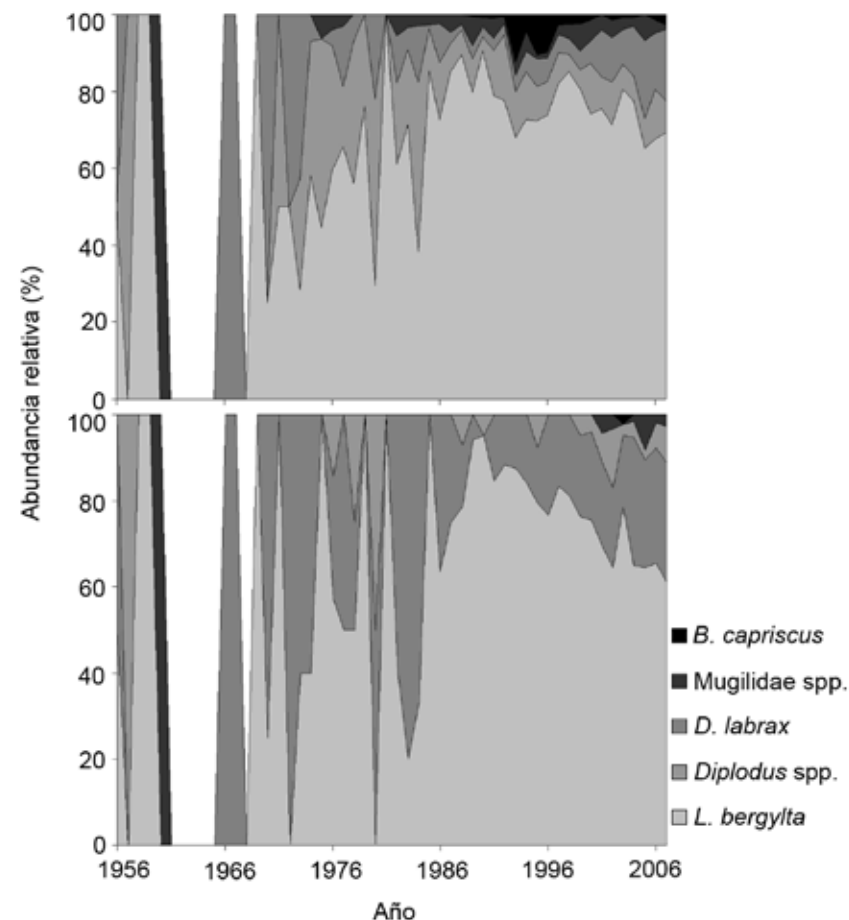 Abundancia relativa (%)
100
80
60
40
20
0
100
80
60
40
20
0
1956 1966 1976 1986 1996 2006
Año
B. capriscus
Mugilidae spp.
D. labrax
Diplodus spp.
L. bergylta